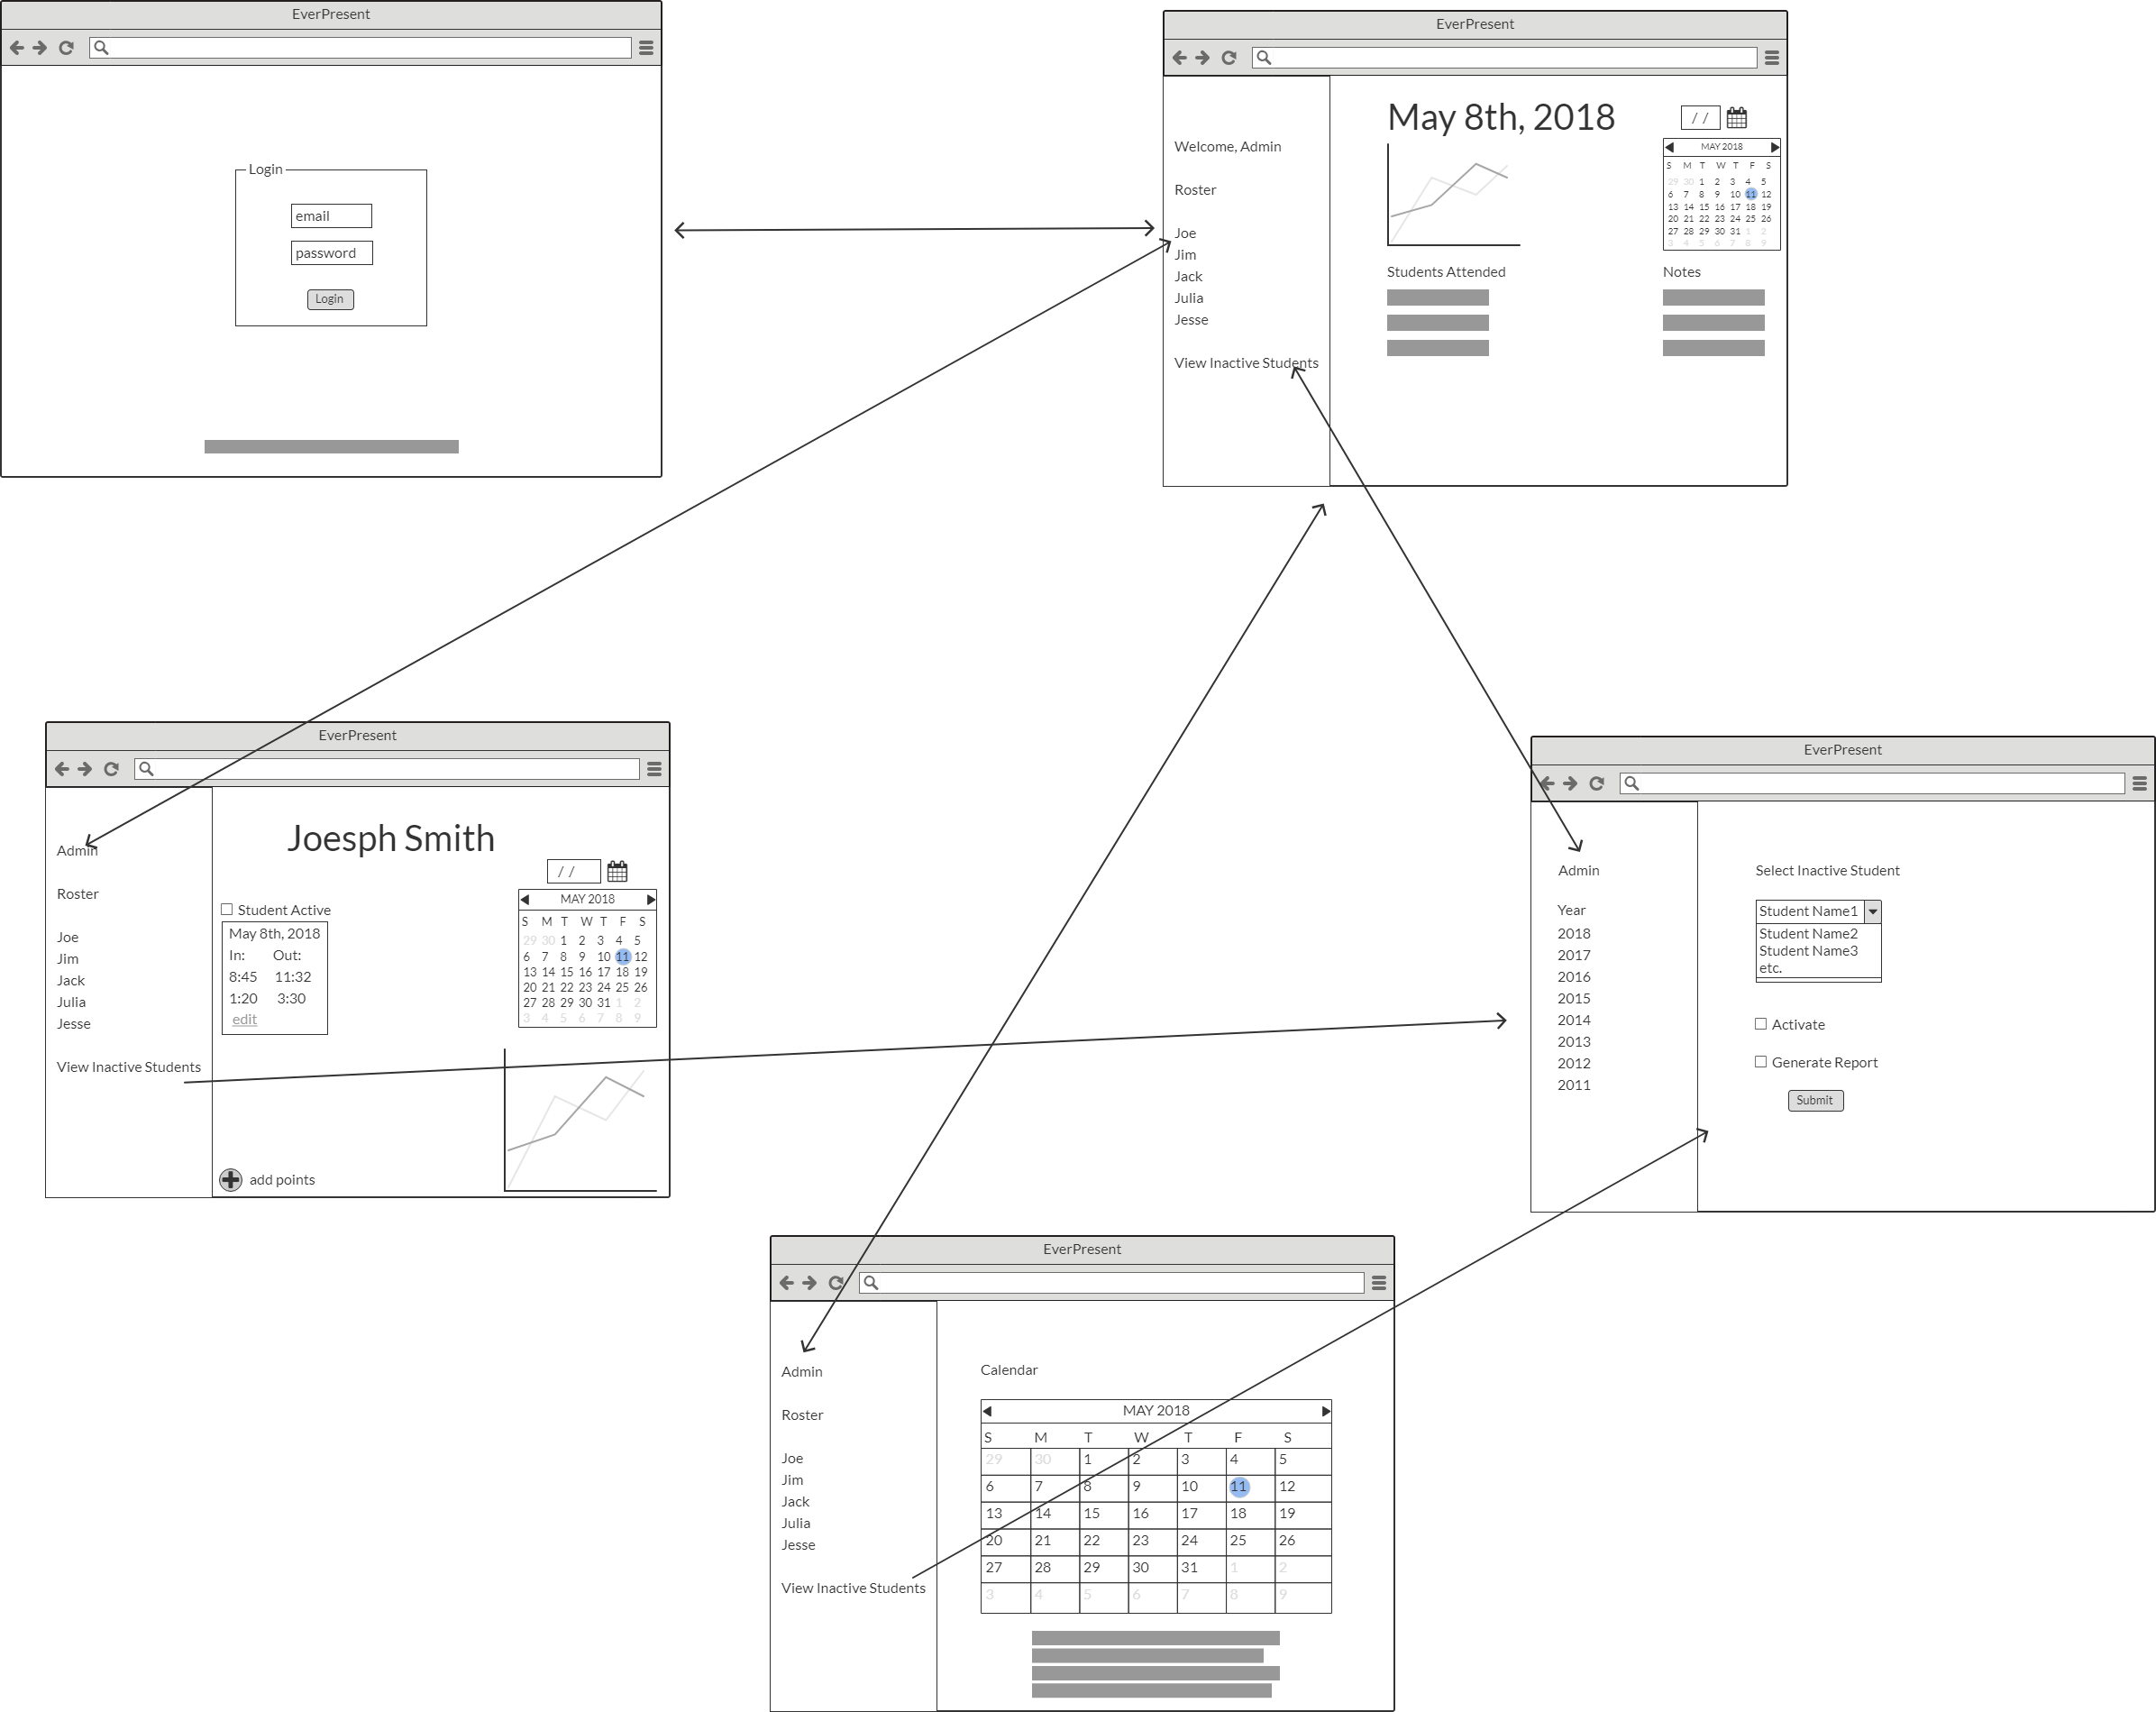 EverPresent
Login
email
password
Login
EverPresent
Welcome, Admin
Roster
Joe
Jim
Jack
Julia
Jesse
View Inactive Students
May 8th, 2018
/ /
MAY 2018
S M T W T F S
29 30 1 2 3 4 5
6 7 8 9 10 11 12
13 14 15 16 17 18 19
20 21 22 23 24 25 26
27 28 29 30 31 1 2
3 4 5 6 7 8 9
Students Attended
Notes
EverPresent
Admin
Roster
Joe
Jim
Jack
Julia
Jesse
View Inactive Students
Joesph Smith
/ /
Student Active
May 8th, 2018
In: Out:
8:45 11:32
1:20 3:30
edit
MAY 2018
S M T W T F S
29 30 1 2 3 4 5
6 7 8 9 10 11 12
13 14 15 16 17 18 19
20 21 22 23 24 25 26
27 28 29 30 31 1 2
3 4 5 6 7 8 9
add points
EverPresent
Admin
Year
2018
2017
2016
2015
2014
2013
2012
2011
Select Inactive Student
Student Name1
Student Name2
Student Name3
etc.
Activate
Generate Report
Submit
EverPresent
Admin
Roster
Joe
Jim
Jack
Julia
Jesse
View Inactive Students
Calendar
MAY 2018
S M T W T F S
29 30 1 2 3 4 5
6 7 8 9 10 11 12
13 14 15 16 17 18 19
20 21 22 23 24 25 26
27 28 29 30 31 1 2
3 4 5 6 7 8 9